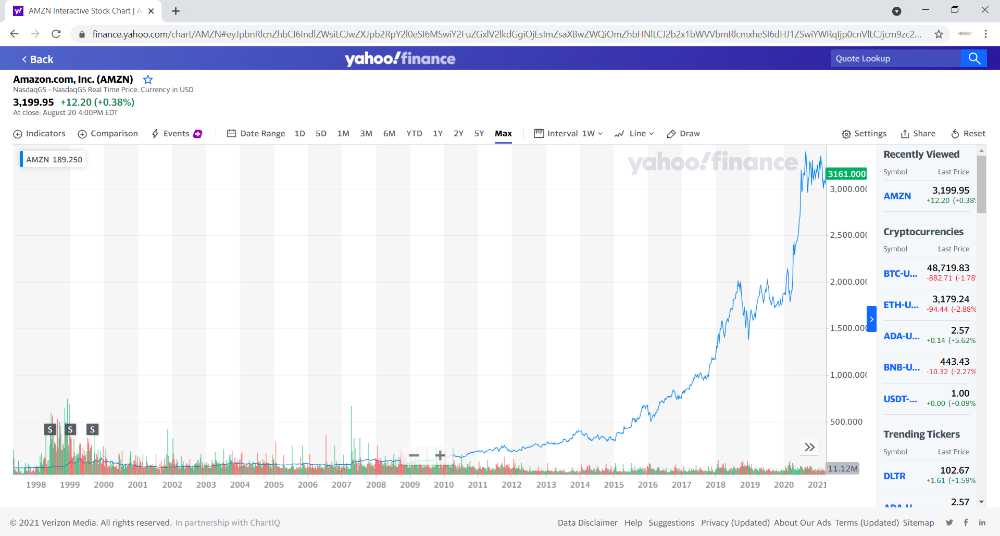 AMZN Interactive Stock Chart | A
finance.yahoo.com/chart/AMZN#eyJpbnRlcnZhbCI6IndlZWsiLCJwZXJpb2RpY2l0eSI6MSwiY2FuZGxlV2lkdGgiOjEsImZsaXBwZWQiOmZhbHNlLCJ2b2x1bWVVbmRlcmxheSI6dHJ1ZSwiYWRqIjp0cnVlLCJjcm9zc2...
Back
yahoo!finance
Quote Lookup
Amazon.com, Inc. (AMZN)
NasdaqGS - NasdaqGS Real Time Price. Currency in USD
3,199.95 +12.20 (+0.38%)
At close: August 20 4:00PM EDT
Indicators Comparison Events Date Range 1D 5D 1M 3M 6M YTD 1Y 2Y 5Y Max Interval 1W Line Draw Settings Share Reset
AMZN 189.250
yahoo!finance
3161.000
3,000.000
2,500.000
2,000.000
1,500.000
1,000.000
500.000
11.12M
S S S
1998 1999 2000 2001 2002 2003 2004 2005 2006 2007 2008 2009 2010 2011 2012 2013 2014 2015 2016 2017 2018 2019 2020 2021
Recently Viewed
Symbol Last Price
AMZN 3,199.95
+12.20 (+0.38%
Cryptocurrencies
Symbol Last Price
BTC-U... 48,719.83
-882.71 (-1.78%
ETH-U... 3,179.24
-94.44 (-2.88%
ADA-U... 2.57
+0.14 (+5.62%
BNB-U... 443.43
-10.32 (-2.27%
USDT-... 1.00
+0.00 (+0.09%
Trending Tickers
Symbol Last Price
DLTR 102.67
+1.61 (+1.59%
ADA-U 2.57
© 2021 Verizon Media. All rights reserved. In partnership with ChartIQ
Data Disclaimer Help Suggestions Privacy (Updated) About Our Ads Terms (Updated) Sitemap